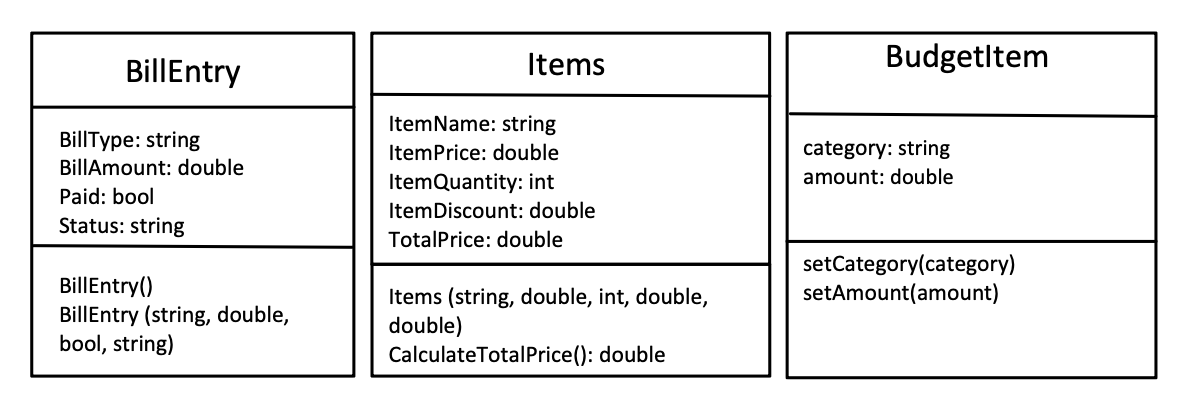 BillEntry
BillType: string
BillAmount: double
Paid: bool
Status: string
BillEntry()
BillEntry (string, double,
bool, string)
Items
ItemName: string
ItemPrice: double
ItemQuantity: int
ItemDiscount: double
TotalPrice: double
Items (string, double, int, double,
double)
CalculateTotalPrice(): double
BudgetItem
category: string
amount: double
setCategory(category)
setAmount(amount)